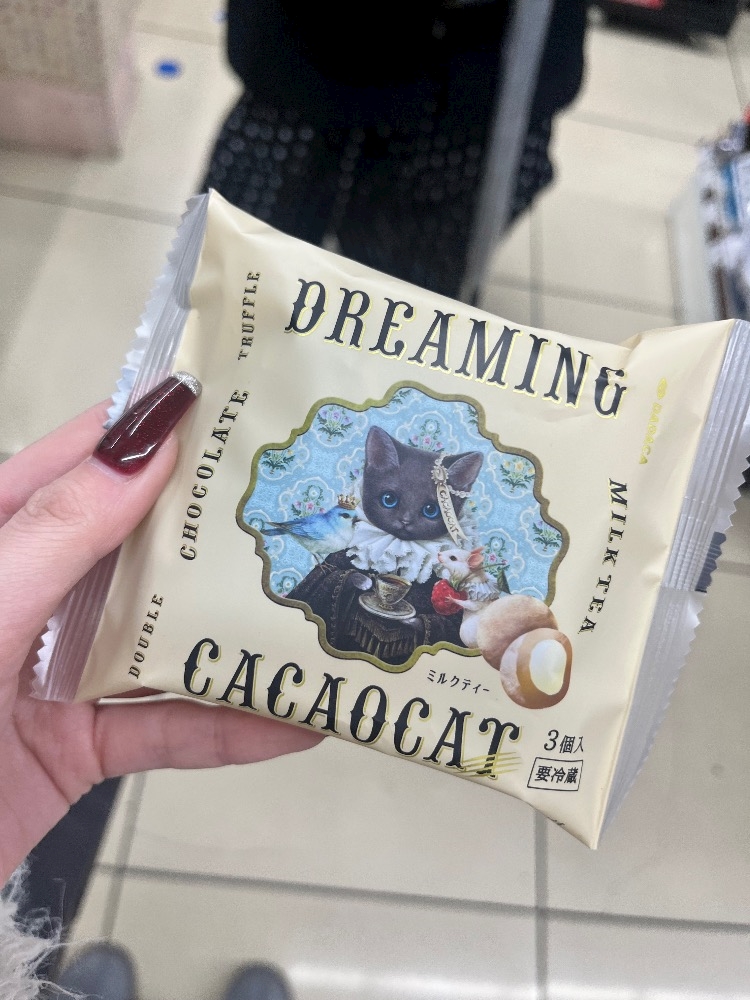 DREAMING
DOUBLE CHOCOLATE TRUFFLE
MILK TEA
ミルクティー
CACAOCAT
3個入
要冷蔵